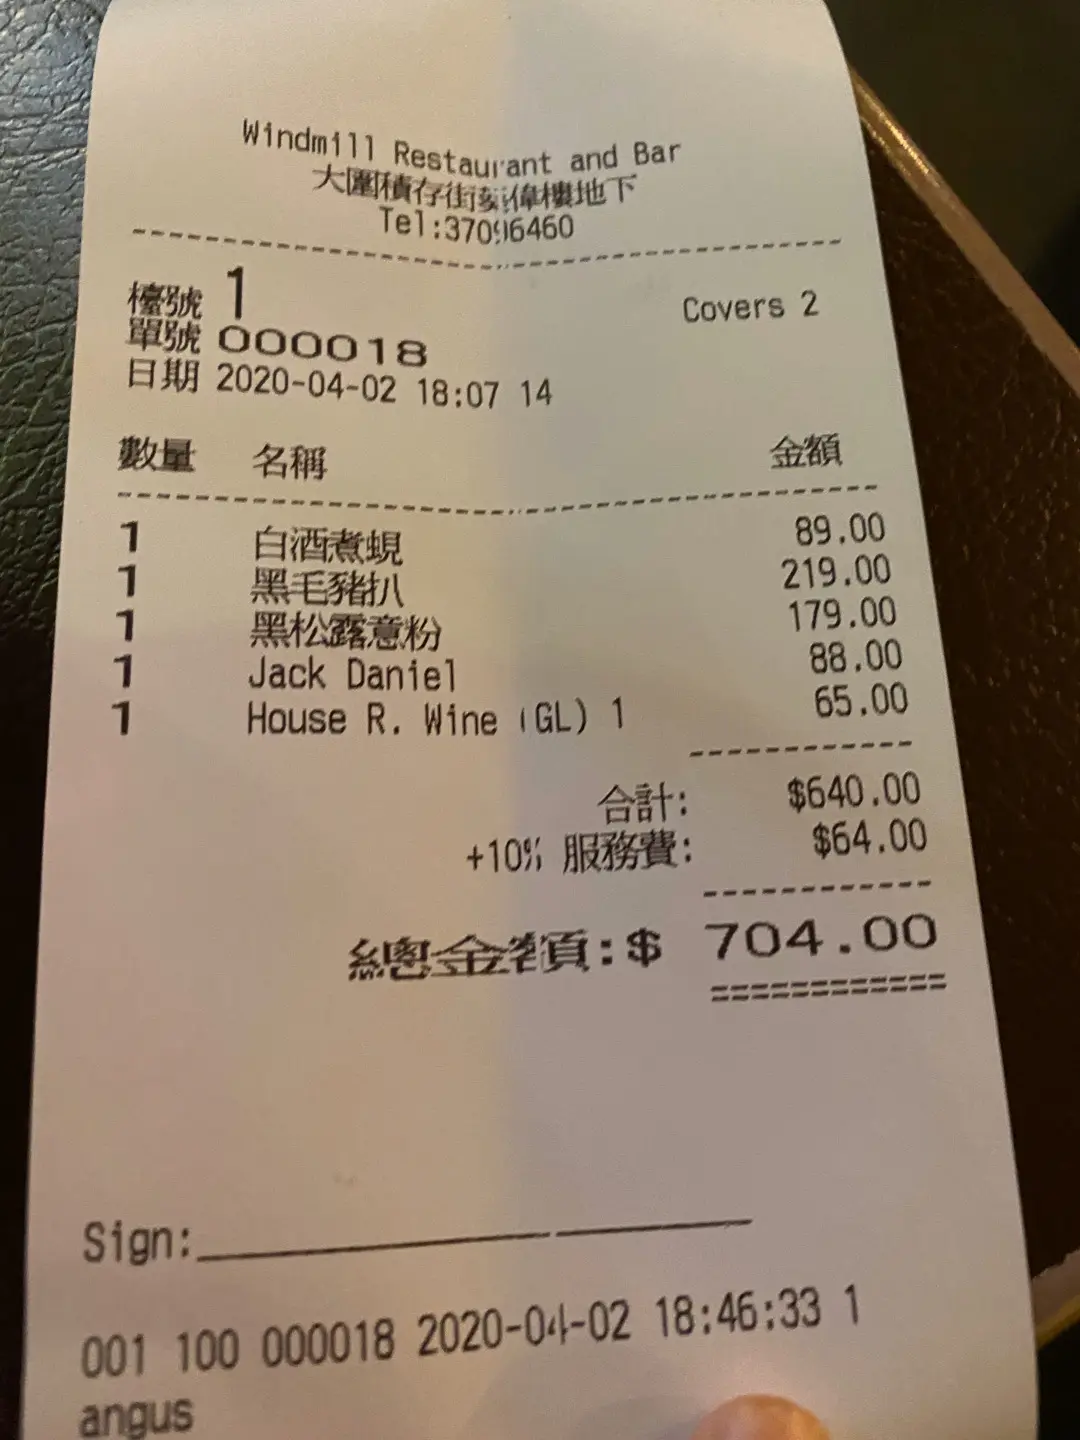 Windmill Restaurant and Bar
大圍積存街 偉樓地下
Tel:37096460
檯號 1 Covers 2
單號 000018
日期 2020-04-02 18:07 14
數量 名稱 金額
1 白酒煮蜆 89.00
1 黑毛豬扒 219.00
1 黑松露意粉 179.00
1 Jack Daniel 88.00
1 House R. Wine (GL) 1 65.00
合計: $640.00
+10% 服務費: $64.00
總金額:$ 704.00
Sign:
001 100 000018 2020-04-02 18:46:33 1
angus